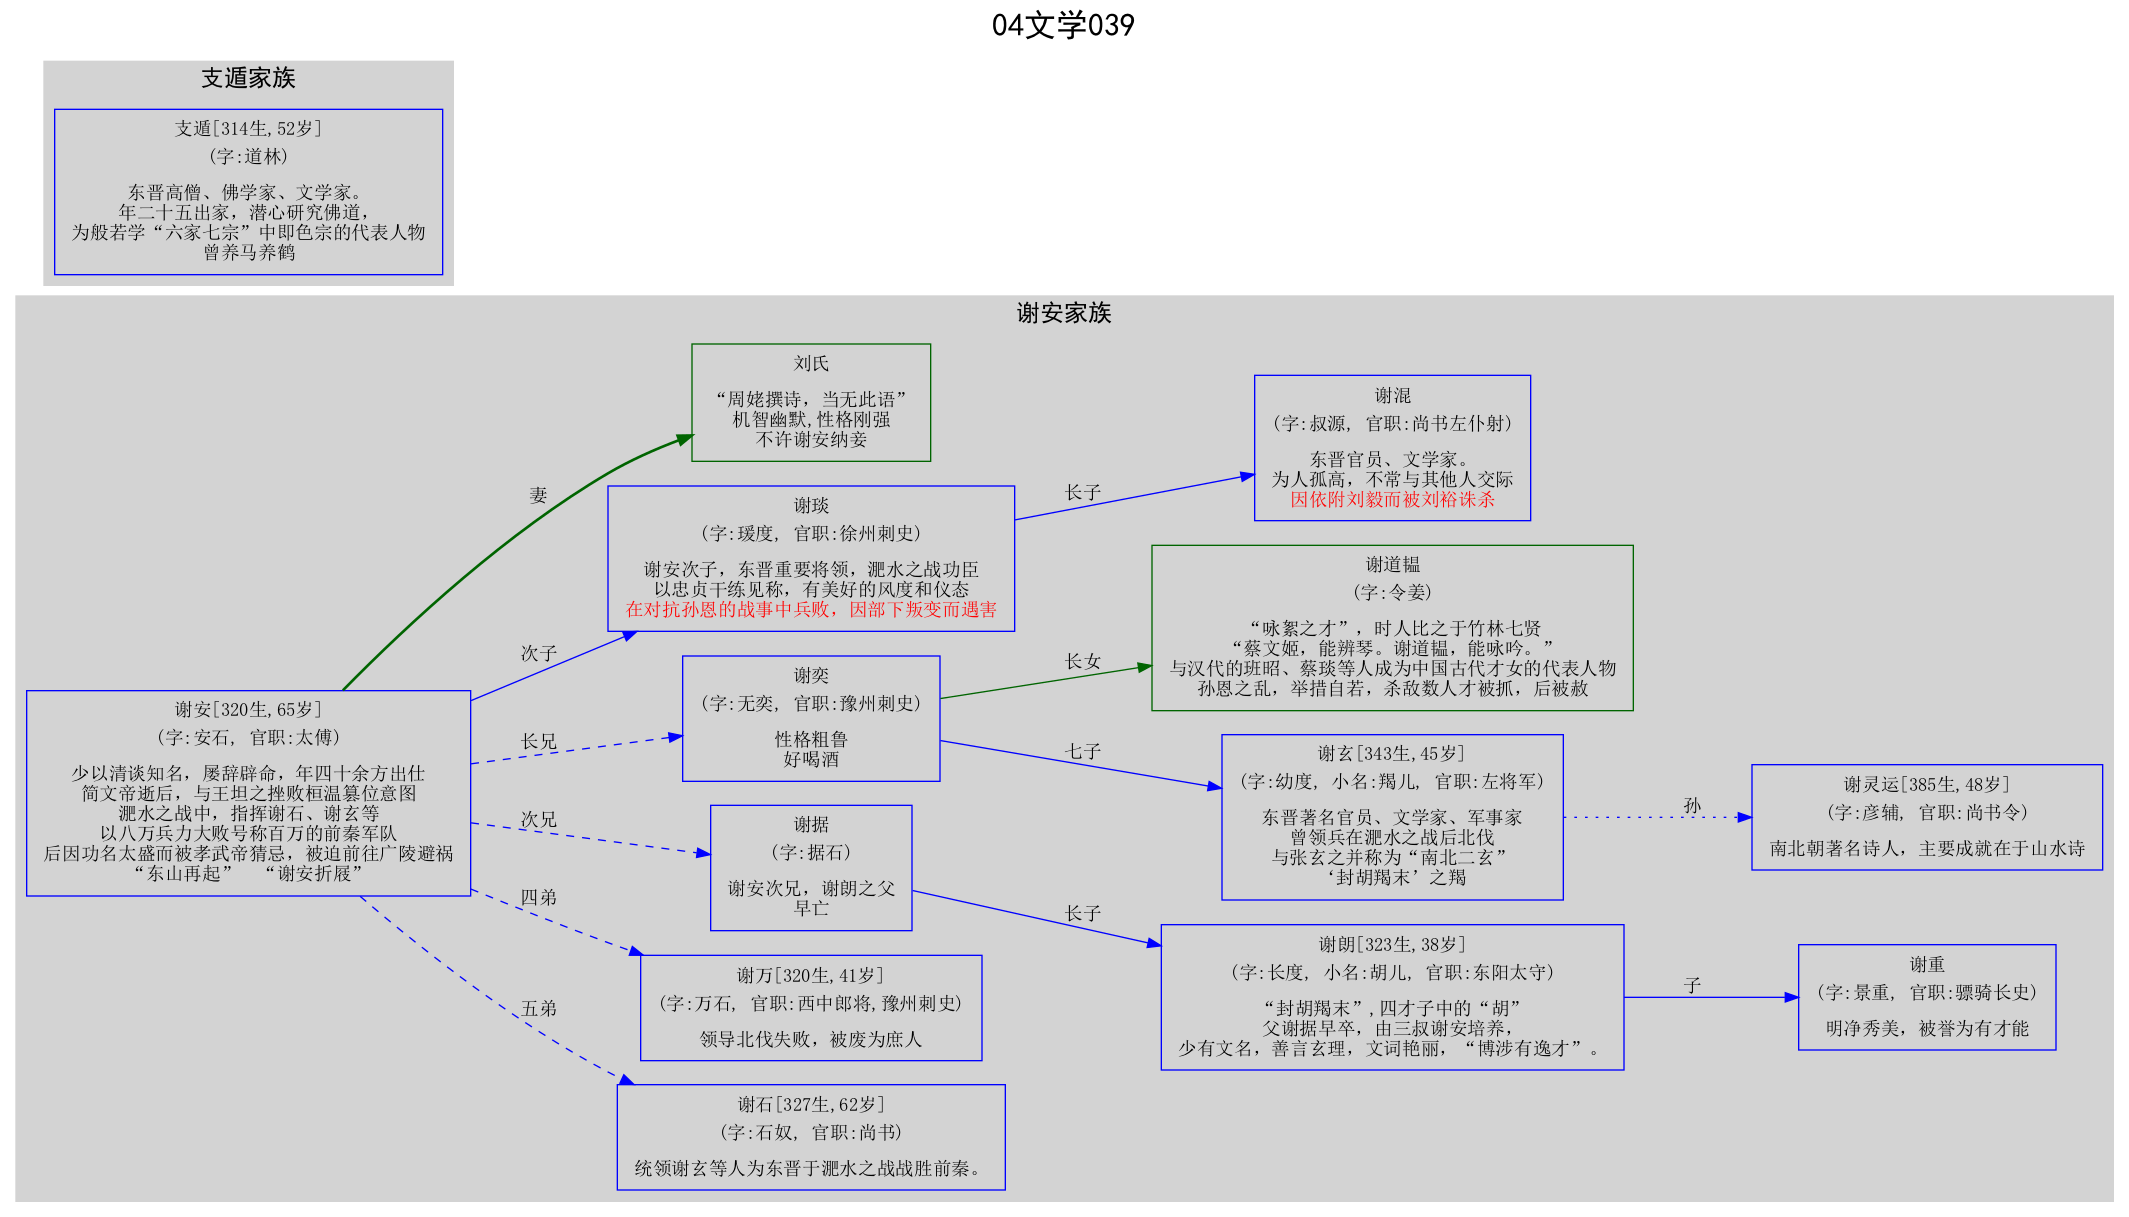 04文学039
支遁家族
支遁[314生,52岁]
(字:道林)
东晋高僧、佛学家、文学家。
年二十五出家，潜心研究佛道，
为般若学“六家七宗”中即色宗的代表人物
曾养马养鹤
谢安家族
谢安[320生,65岁]
(字:安石, 官职:太傅)
少以清谈知名，屡辞辟命，年四十余方出仕
简文帝逝后，与王坦之挫败桓温篡位意图
淝水之战中，指挥谢石、谢玄等
以八万兵力大败号称百万的前秦军队
后因功名太盛而被孝武帝猜忌，被迫前往广陵避祸
“东山再起” “谢安折屐”
妻
次子
长兄
次兄
四弟
五弟
刘氏
“周姥撰诗，当无此语”
机智幽默,性格刚强
不许谢安纳妾
谢琰
(字:瑗度, 官职:徐州刺史)
谢安次子，东晋重要将领，淝水之战功臣
以忠贞干练见称，有美好的风度和仪态
在对抗孙恩的战事中兵败，因部下叛变而遇害
谢奕
(字:无奕, 官职:豫州刺史)
性格粗鲁
好喝酒
谢据
(字:据石)
谢安次兄，谢朗之父
早亡
谢万[320生,41岁]
(字:万石, 官职:西中郎将,豫州刺史)
领导北伐失败，被废为庶人
谢石[327生,62岁]
(字:石奴, 官职:尚书)
统领谢玄等人为东晋于淝水之战战胜前秦。
长子
长女
七子
长子
谢混
(字:叔源, 官职:尚书左仆射)
东晋官员、文学家。
为人孤高，不常与其他人交际
因依附刘毅而被刘裕诛杀
谢道韫
(字:令姜)
“咏絮之才”，时人比之于竹林七贤
“蔡文姬，能辨琴。谢道韫，能咏吟。”
与汉代的班昭、蔡琰等人成为中国古代才女的代表人物
孙恩之乱，举措自若，杀敌数人才被抓，后被赦
谢玄[343生,45岁]
(字:幼度, 小名:羯儿, 官职:左将军)
东晋著名官员、文学家、军事家
曾领兵在淝水之战后北伐
与张玄之并称为“南北二玄”
‘封胡羯末’之羯
谢朗[323生,38岁]
(字:长度, 小名:胡儿, 官职:东阳太守)
“封胡羯末”,四才子中的“胡”
父谢据早卒，由三叔谢安培养，
少有文名，善言玄理，文词艳丽，“博涉有逸才”。
孙
子
谢灵运[385生,48岁]
(字:彦辅, 官职:尚书令)
南北朝著名诗人，主要成就在于山水诗
谢重
(字:景重, 官职:骠骑长史)
明净秀美，被誉为有才能